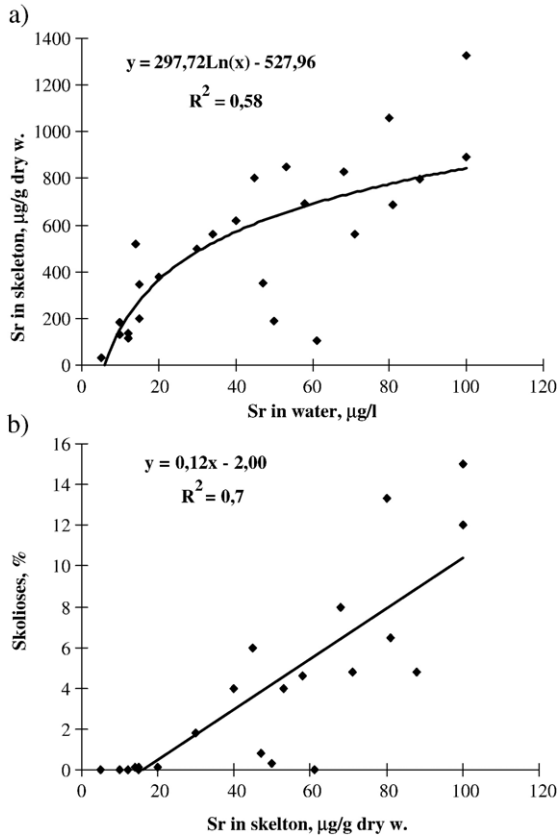 a)
1400
1200
1000
800
600
400
200
0
Sr in skeleton, µg/g dry w.
y = 297,72Ln(x) - 527,96
R² = 0,58
0 20 40 60 80 100 120
Sr in water, µg/l
b)
16
14
12
10
8
6
4
2
0
Skolioses, %
y = 0,12x - 2,00
R² = 0,7
0 20 40 60 80 100 120
Sr in skelton, µg/g dry w.